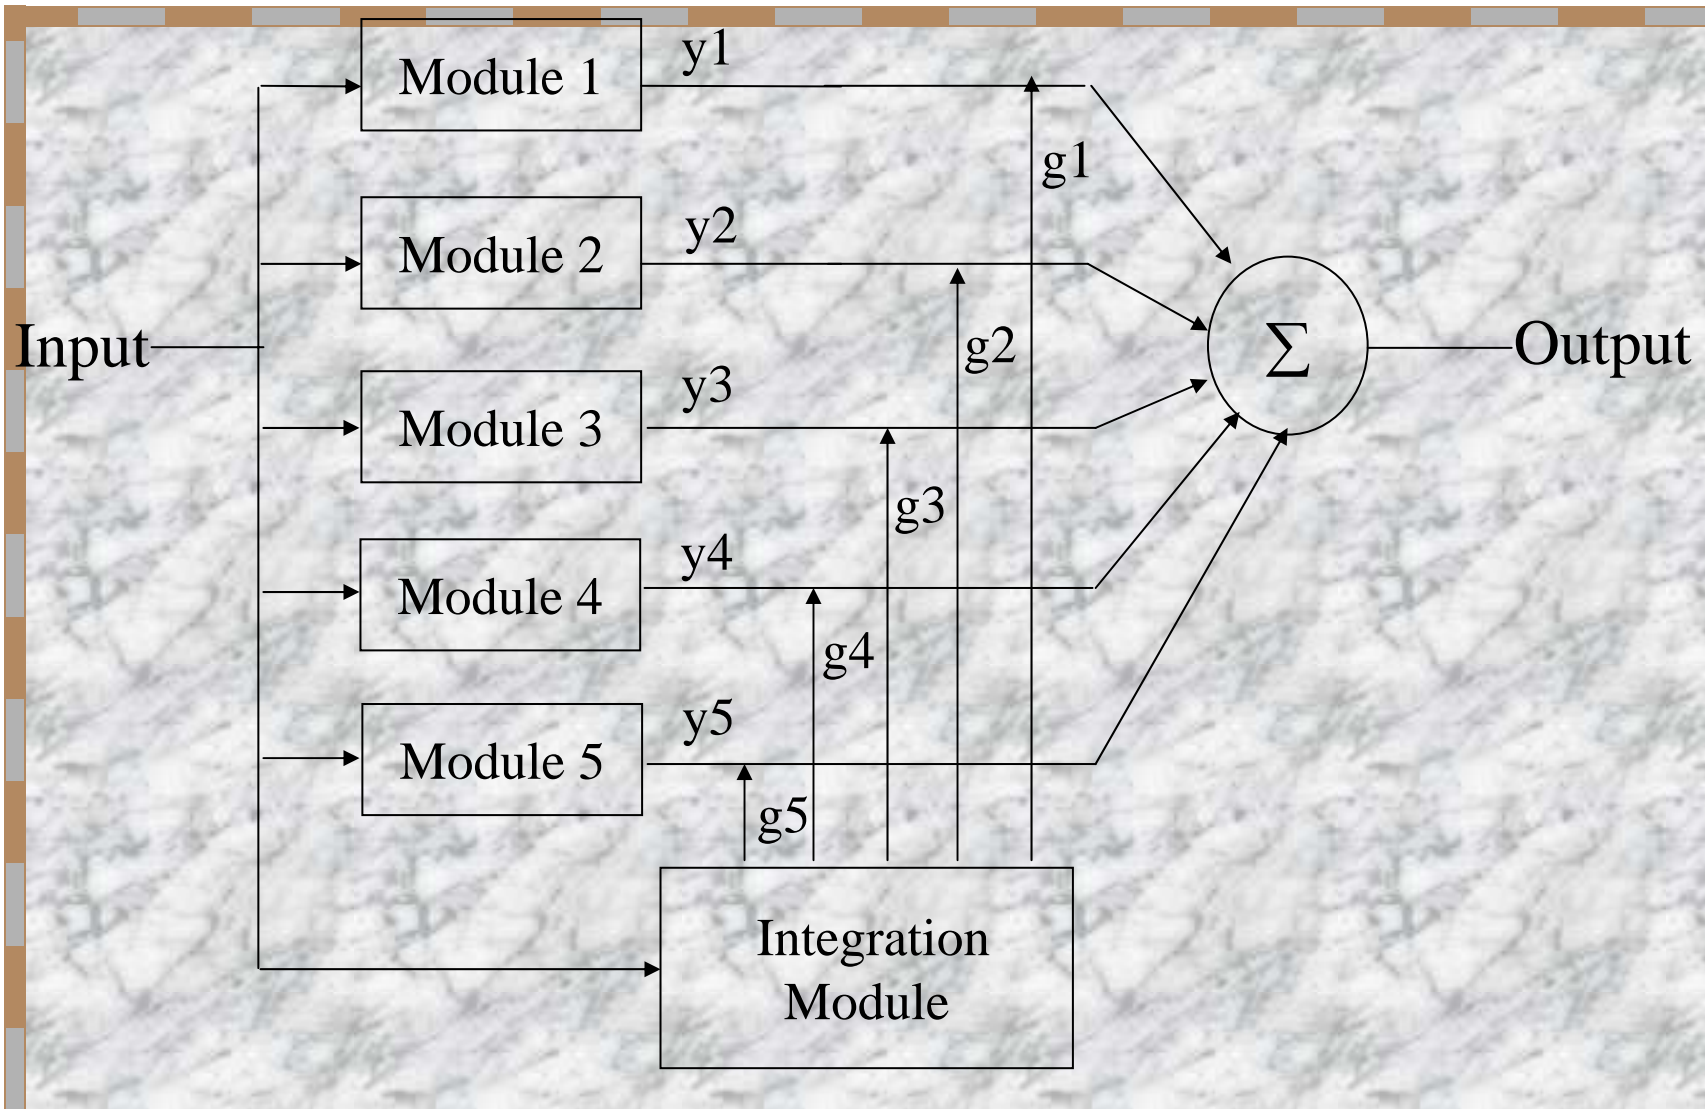 Module 1
y1
g1
Module 2
y2
g2
Input
Σ
Output
Module 3
y3
g3
Module 4
y4
g4
Module 5
y5
g5
Integration
Module